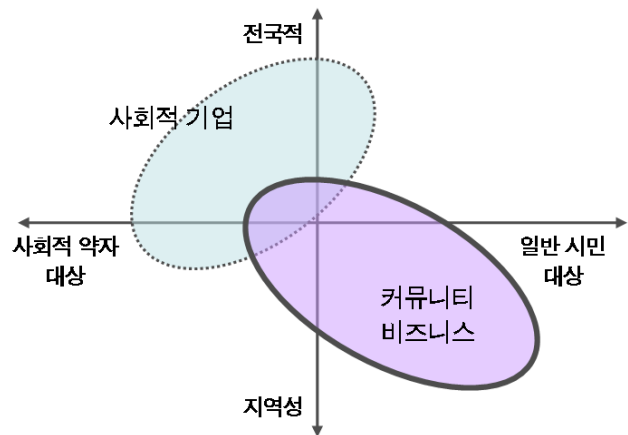 전국적
사회적 기업
사회적 약자
대상
일반 시민
대상
커뮤니티
비즈니스
지역성